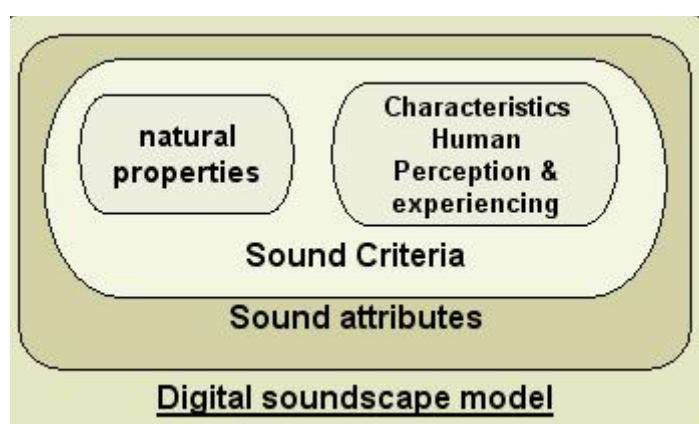 natural
properties
Characteristics
Human
Perception &
experiencing
Sound Criteria
Sound attributes
Digital soundscape model